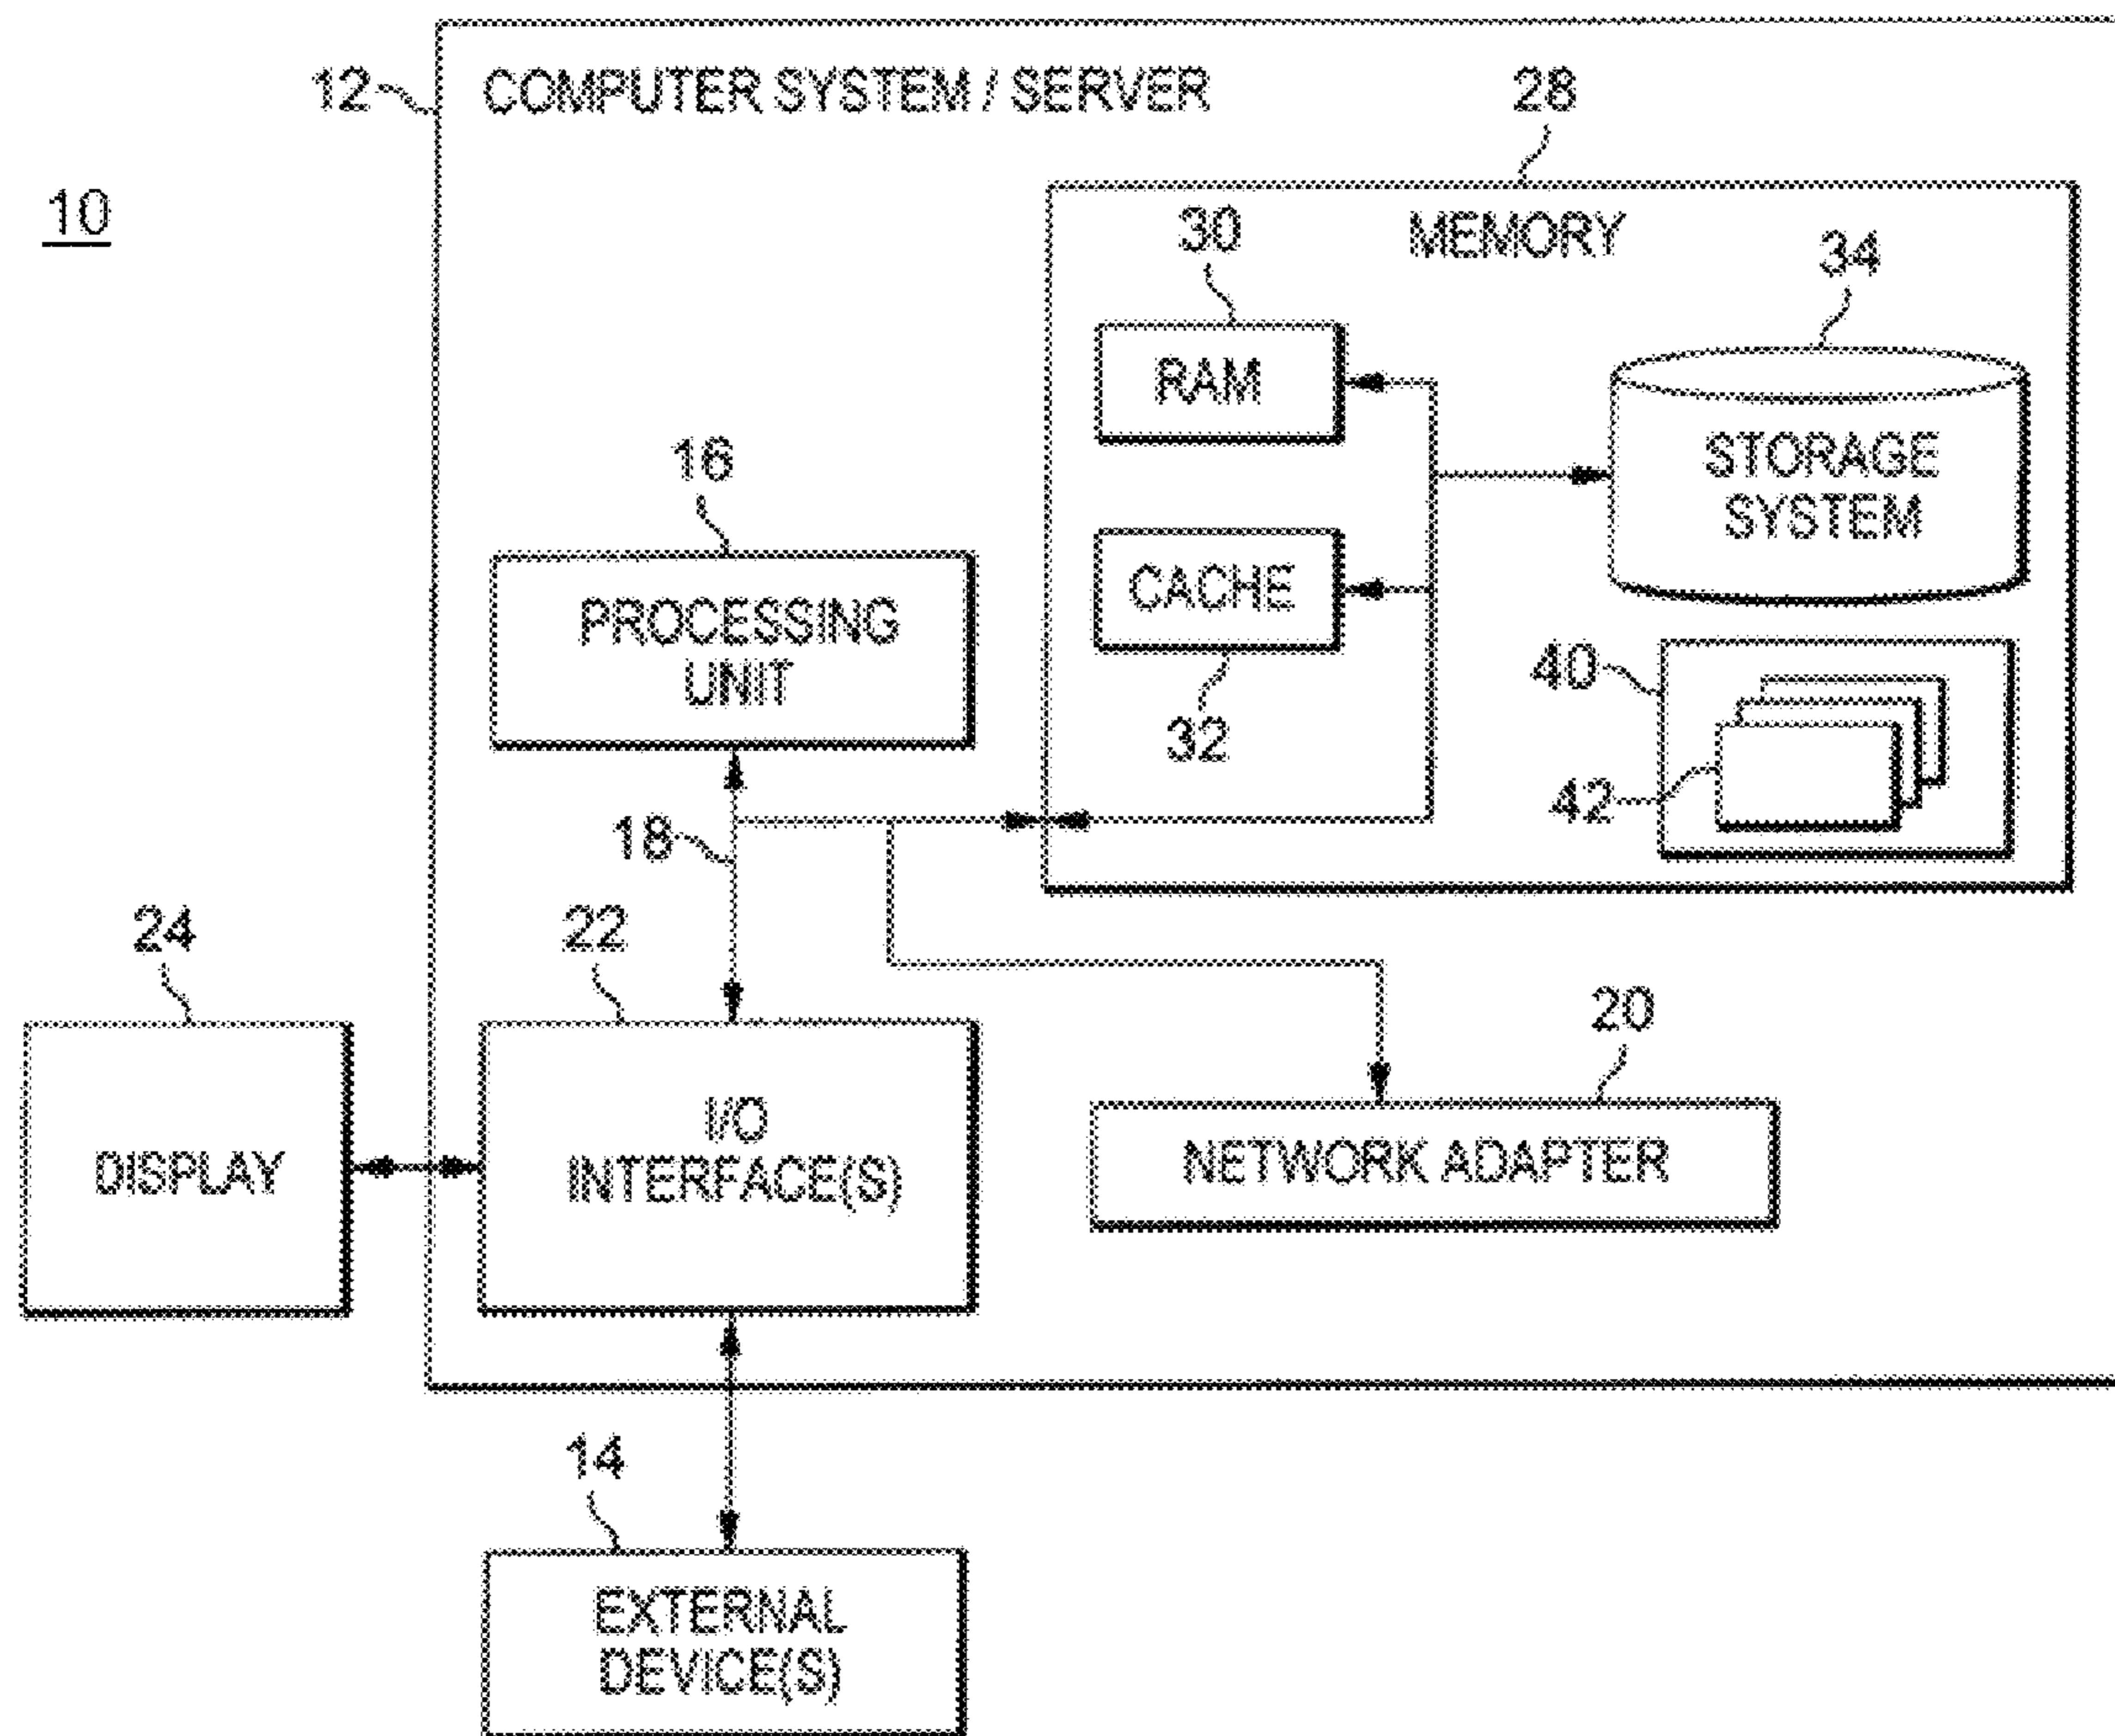 12
COMPUTER SYSTEM / SERVER
28
10
MEMORY
30
34
RAM
STORAGE
SYSTEM
16
PROCESSING
UNIT
CACHE
32
40
42
18
24
22
20
DISPLAY
I/O
INTERFACE(S)
NETWORK ADAPTER
14
EXTERNAL
DEVICE(S)